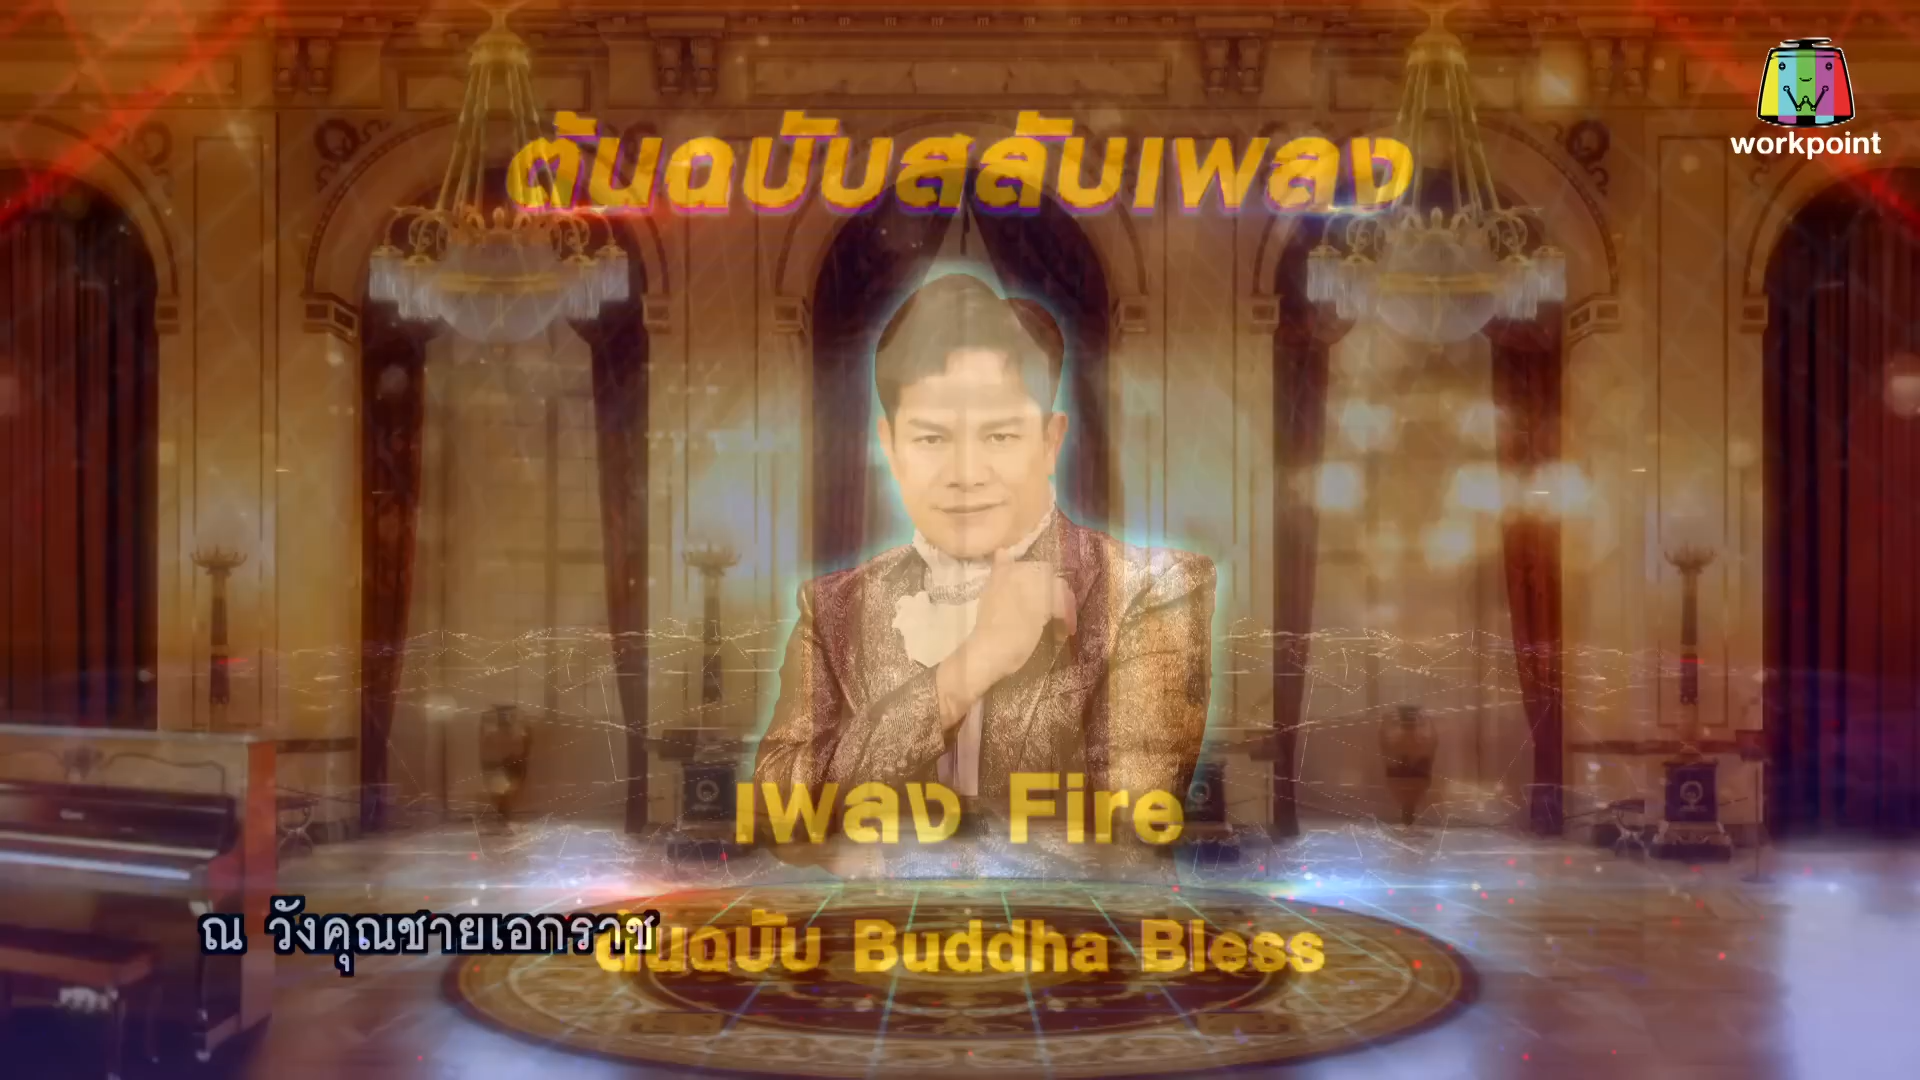 workpoint
ต้นฉบับสลับเพลง
เพลง Fire
ณ วังคุณชายเอกราช
ต้นฉบับ Buddha Bless